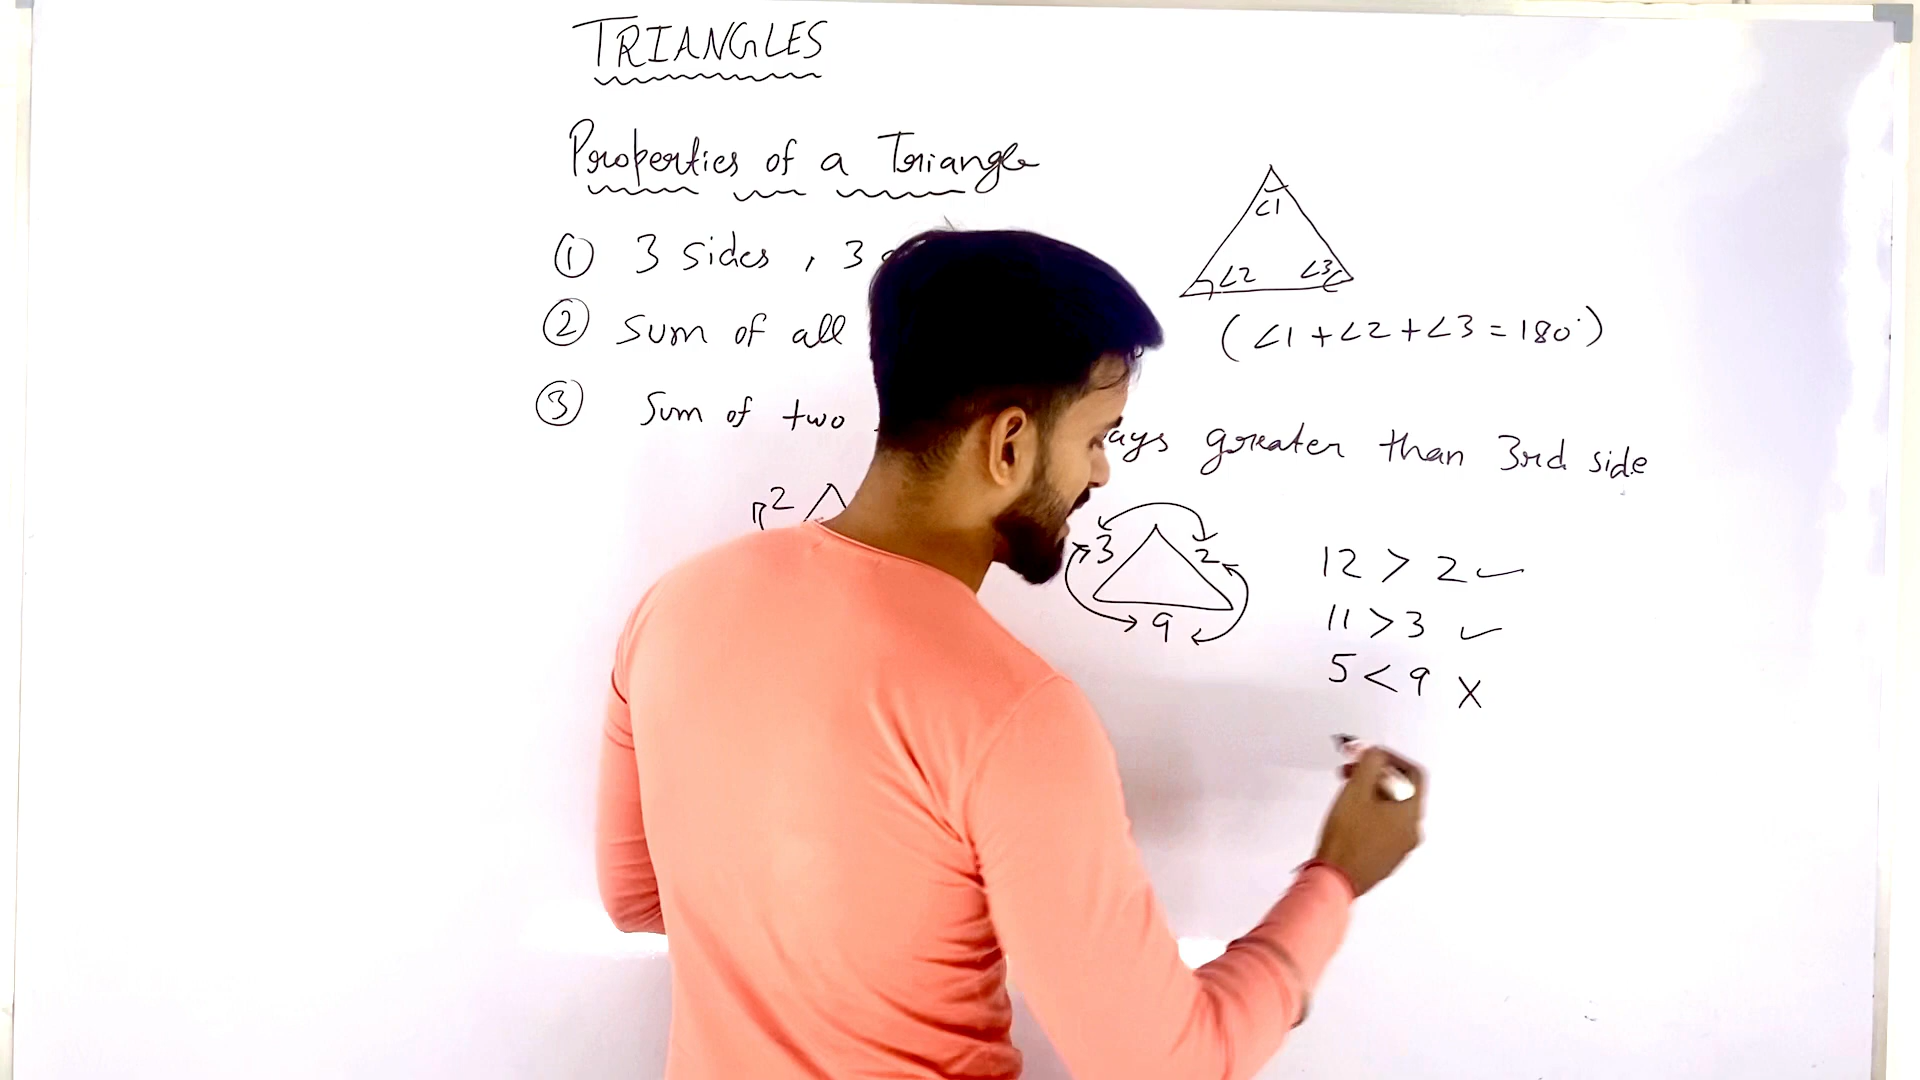 TRIANGLES
Properties of a Triangle
① 3 sides , 3
② Sum of all
③ Sum of two ays greater than 3rd side
∠1
∠2 ∠3
(∠1+∠2+∠3=180°)
2
3 2
9
12 > 2 ✓
11 > 3 ✓
5 < 9 X